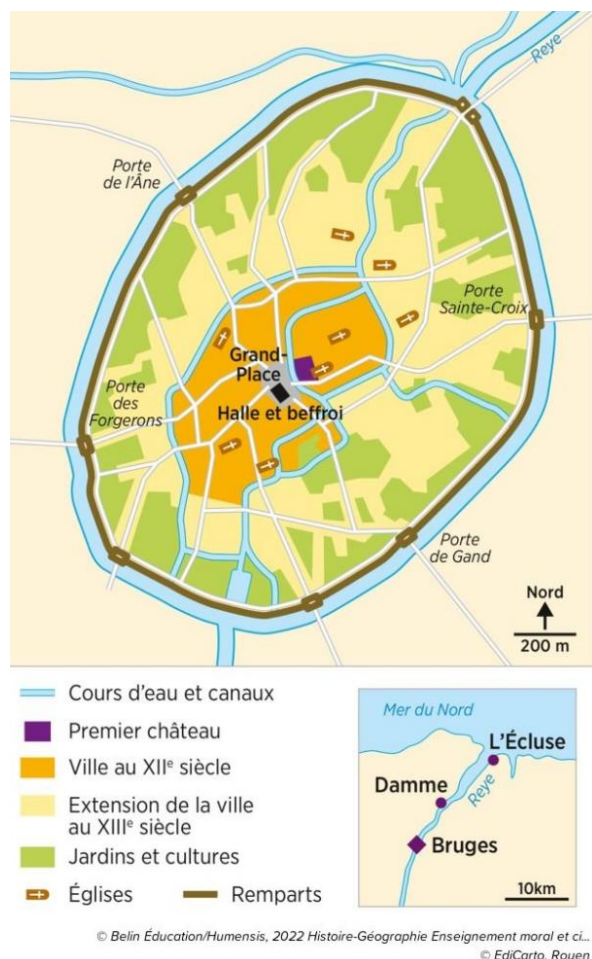 Reye
Porte
de l'Âne
Porte
Sainte-Croix
Grand-
Place
Porte
des
Forgerons
Halle et beffroi
Porte
de Gand
Nord
200 m
Cours d'eau et canaux
Premier château
Ville au XIIe siècle
Extension de la ville
au XIIIe siècle
Jardins et cultures
Églises
Remparts
Mer du Nord
L'Écluse
Damme
Reye
Bruges
10km
© Belin Éducation/Humensis, 2022 Histoire-Géographie Enseignement moral et ci...
© EdiCarto, Rouen